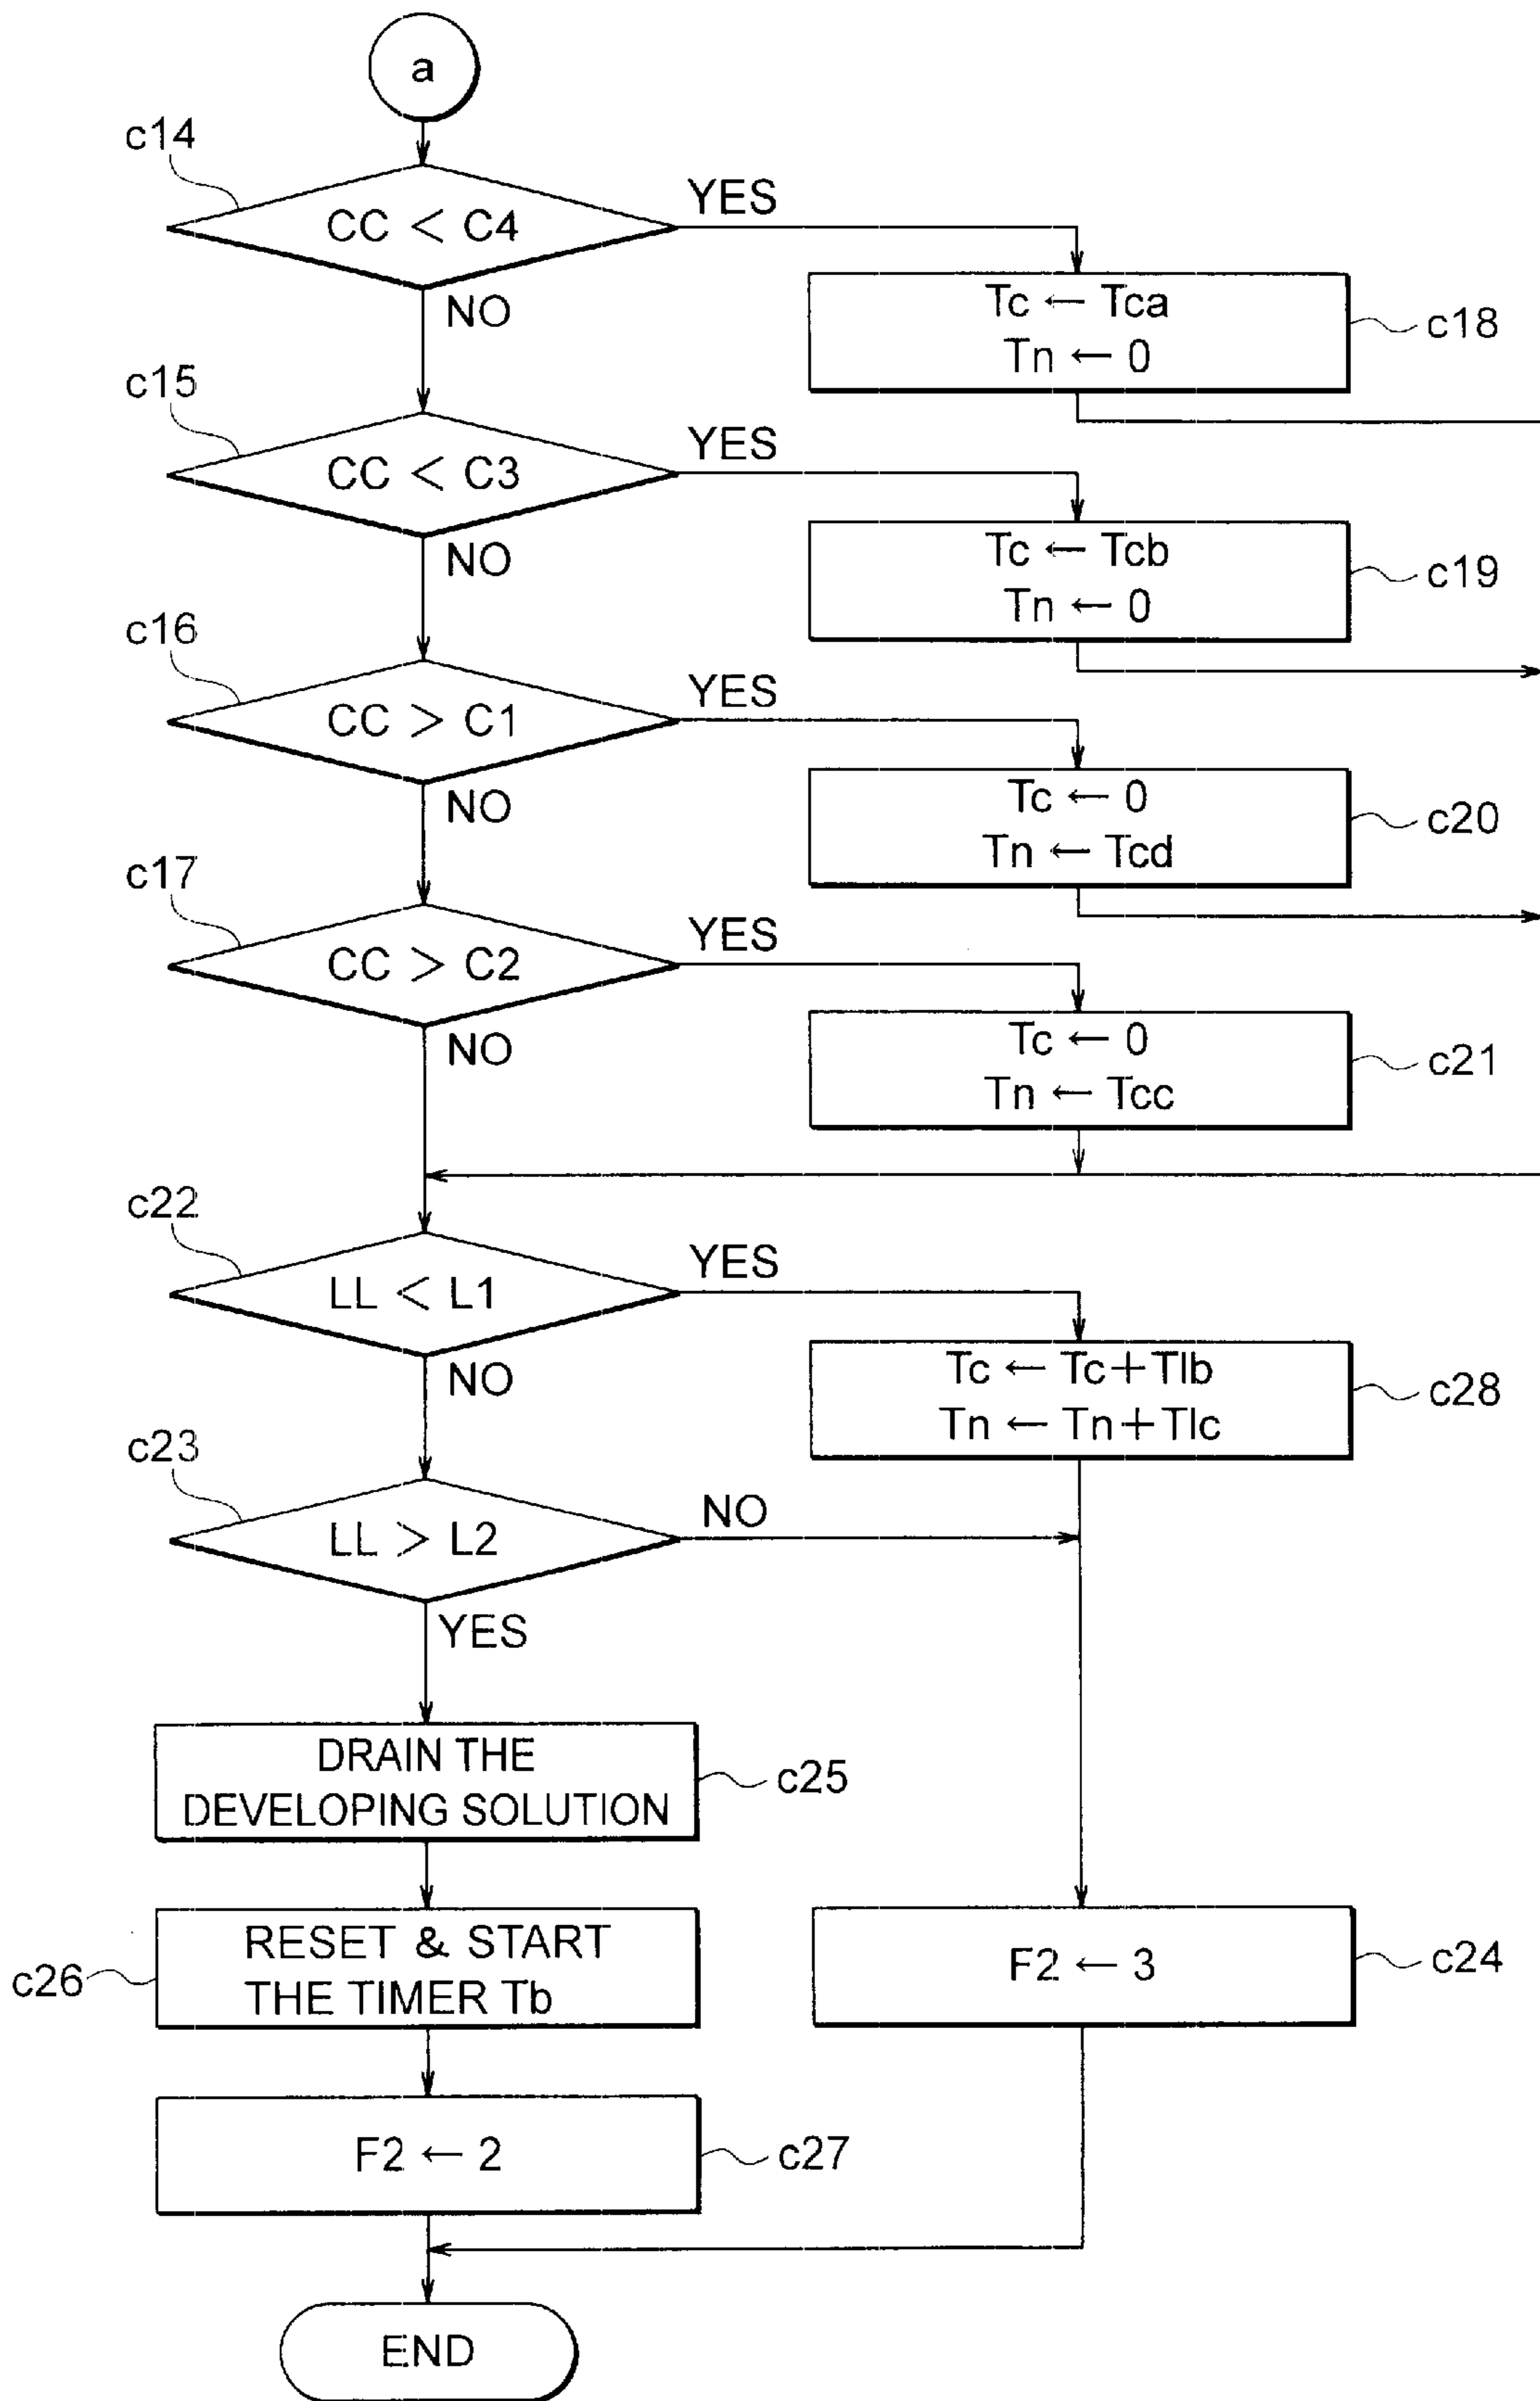 a
c14
CC < C4
YES
NO
Tc ← Tca
Tn ← 0
c18
c15
CC < C3
YES
NO
Tc ← Tcb
Tn ← 0
c19
c16
CC > C1
YES
NO
Tc ← 0
Tn ← Tcd
c20
c17
CC > C2
YES
NO
Tc ← 0
Tn ← Tcc
c21
c22
LL < L1
YES
NO
Tc ← Tc+Tlb
Tn ← Tn+Tlc
c28
c23
LL > L2
NO
YES
DRAIN THE
DEVELOPING SOLUTION
c25
RESET & START
THE TIMER Tb
c26
F2 ← 3
c24
F2 ← 2
c27
END